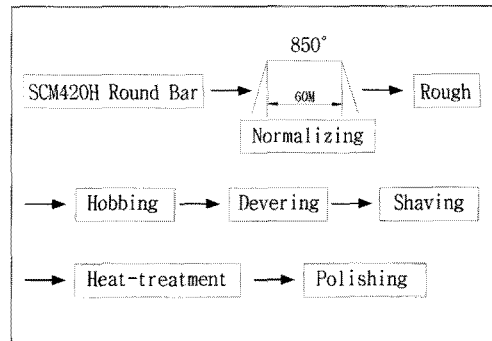 850°
SCM420H Round Bar
60M
Rough
Normalizing
Hobbing
Devering
Shaving
Heat-treatment
Polishing